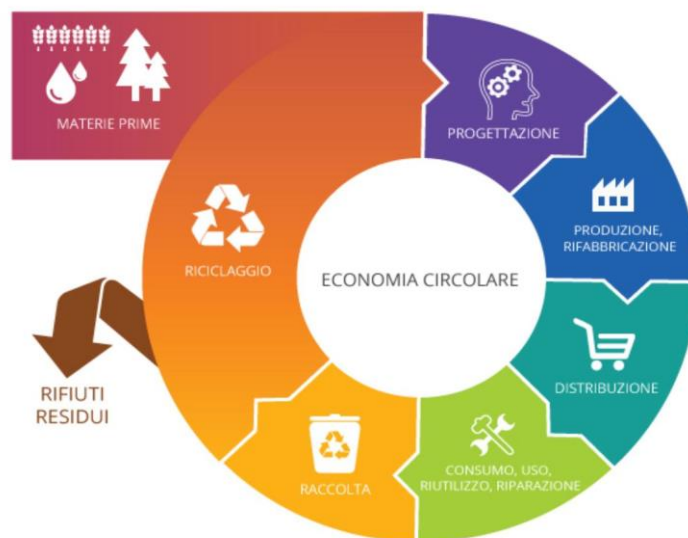 MATERIE PRIME
PROGETTAZIONE
PRODUZIONE,
RIFABBRICAZIONE
RICICLAGGIO
ECONOMIA CIRCOLARE
DISTRIBUZIONE
RIFIUTI
RESIDUI
CONSUMO, USO,
RIUTILIZZO, RIPARAZIONE
RACCOLTA